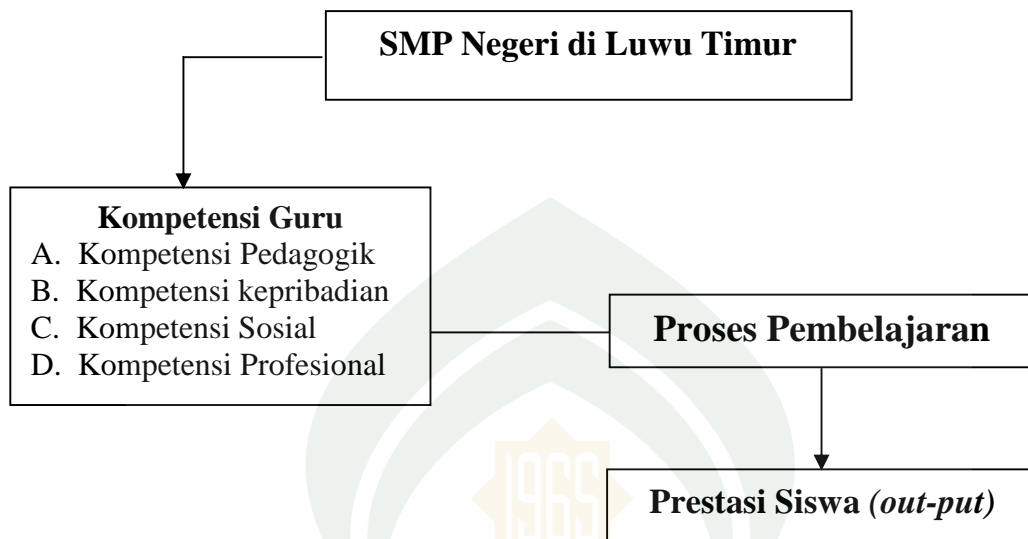 SMP Negeri di Luwu Timur
Kompetensi Guru
A. Kompetensi Pedagogik
B. Kompetensi kepribadian
C. Kompetensi Sosial
D. Kompetensi Profesional
Proses Pembelajaran
Prestasi Siswa (out-put)
1965